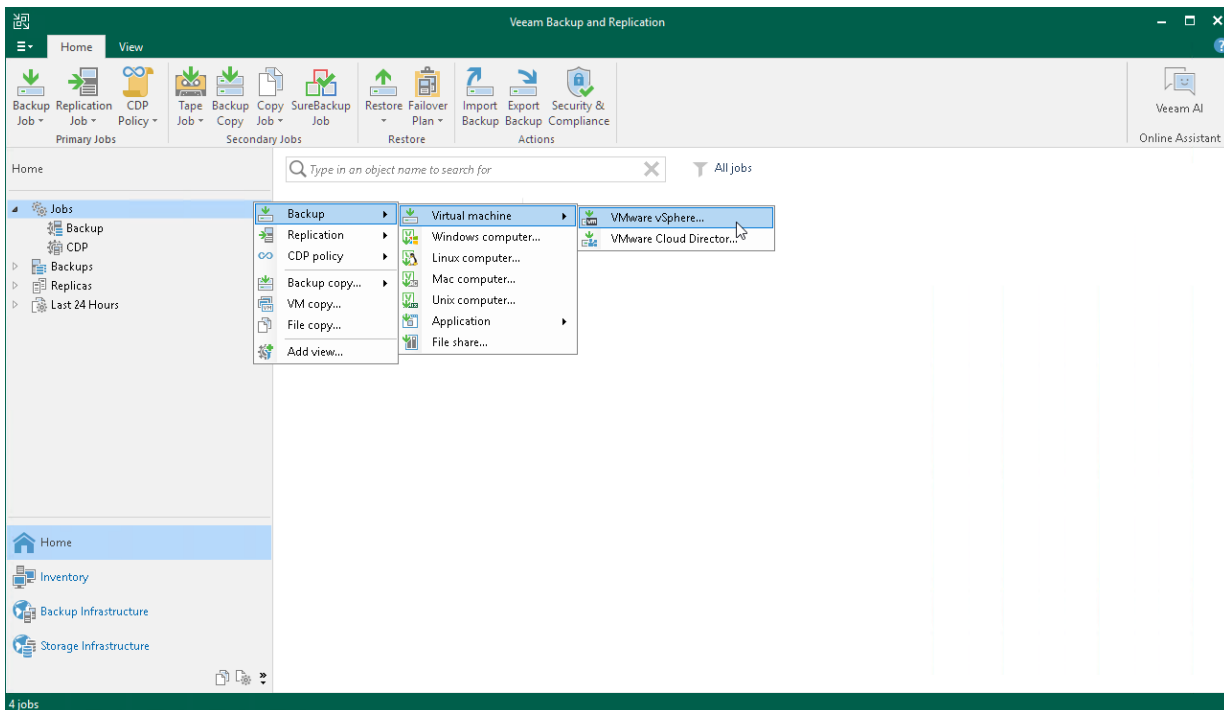 Veeam Backup and Replication
Home View
Backup Job Replication Job CDP Policy
Primary Jobs
Tape Job Backup Copy Copy Job SureBackup Job
Secondary Jobs
Restore Failover Plan
Restore
Import Backup Export Backup Security & Compliance
Actions
Veeam AI
Online Assistant
Home
Type in an object name to search for
All jobs
Jobs
Backup
CDP
Backups
Replicas
Last 24 Hours
Backup
Replication
CDP policy
Backup copy...
VM copy...
File copy...
Add view...
Virtual machine
Windows computer...
Linux computer...
Mac computer...
Unix computer...
Application
File share...
VMware vSphere...
VMware Cloud Director...
Home
Inventory
Backup Infrastructure
Storage Infrastructure
4 jobs